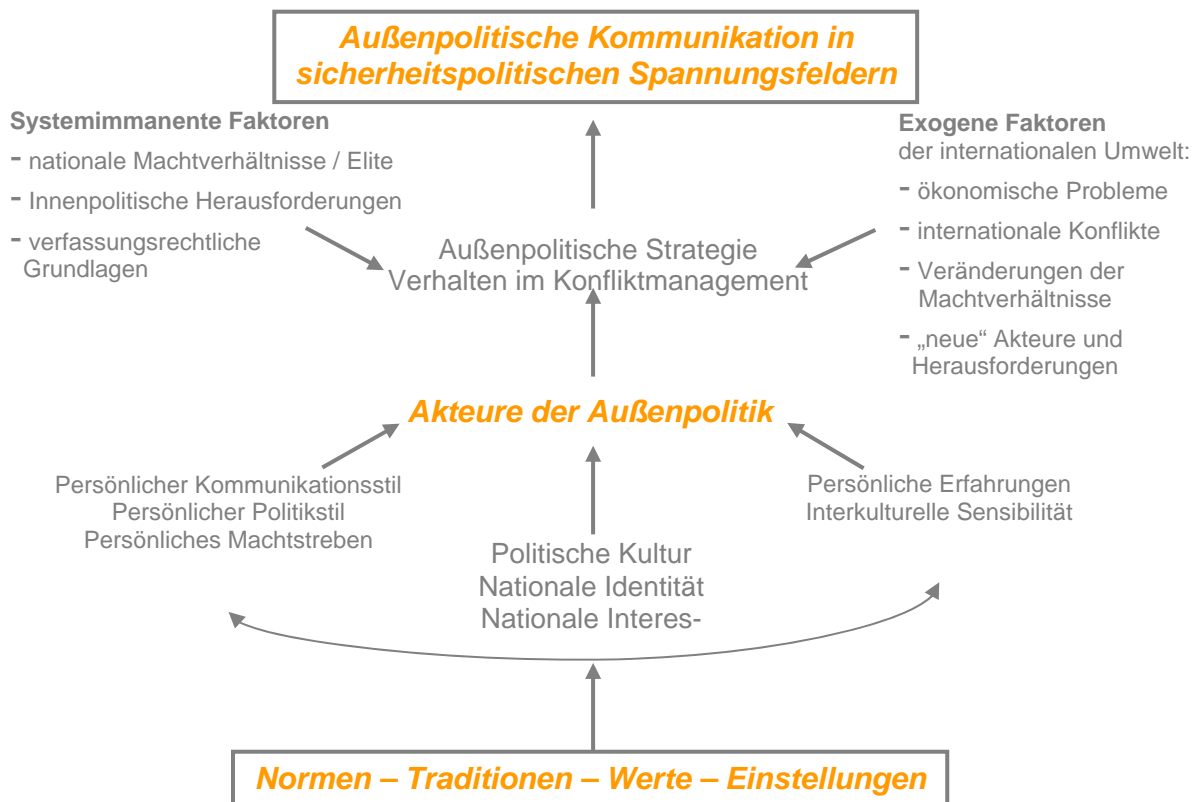 Außenpolitische Kommunikation in
sicherheitspolitischen Spannungsfeldern
Systemimmanente Faktoren
- nationale Machtverhältnisse / Elite
- Innenpolitische Herausforderungen
- verfassungsrechtliche
Grundlagen
Exogene Faktoren
der internationalen Umwelt:
- ökonomische Probleme
- internationale Konflikte
- Veränderungen der
Machtverhältnisse
- „neue“ Akteure und
Herausforderungen
Außenpolitische Strategie
Verhalten im Konfliktmanagement
Akteure der Außenpolitik
Persönlicher Kommunikationsstil
Persönlicher Politikstil
Persönliches Machtstreben
Persönliche Erfahrungen
Interkulturelle Sensibilität
Politische Kultur
Nationale Identität
Nationale Interes-
Normen – Traditionen – Werte – Einstellungen